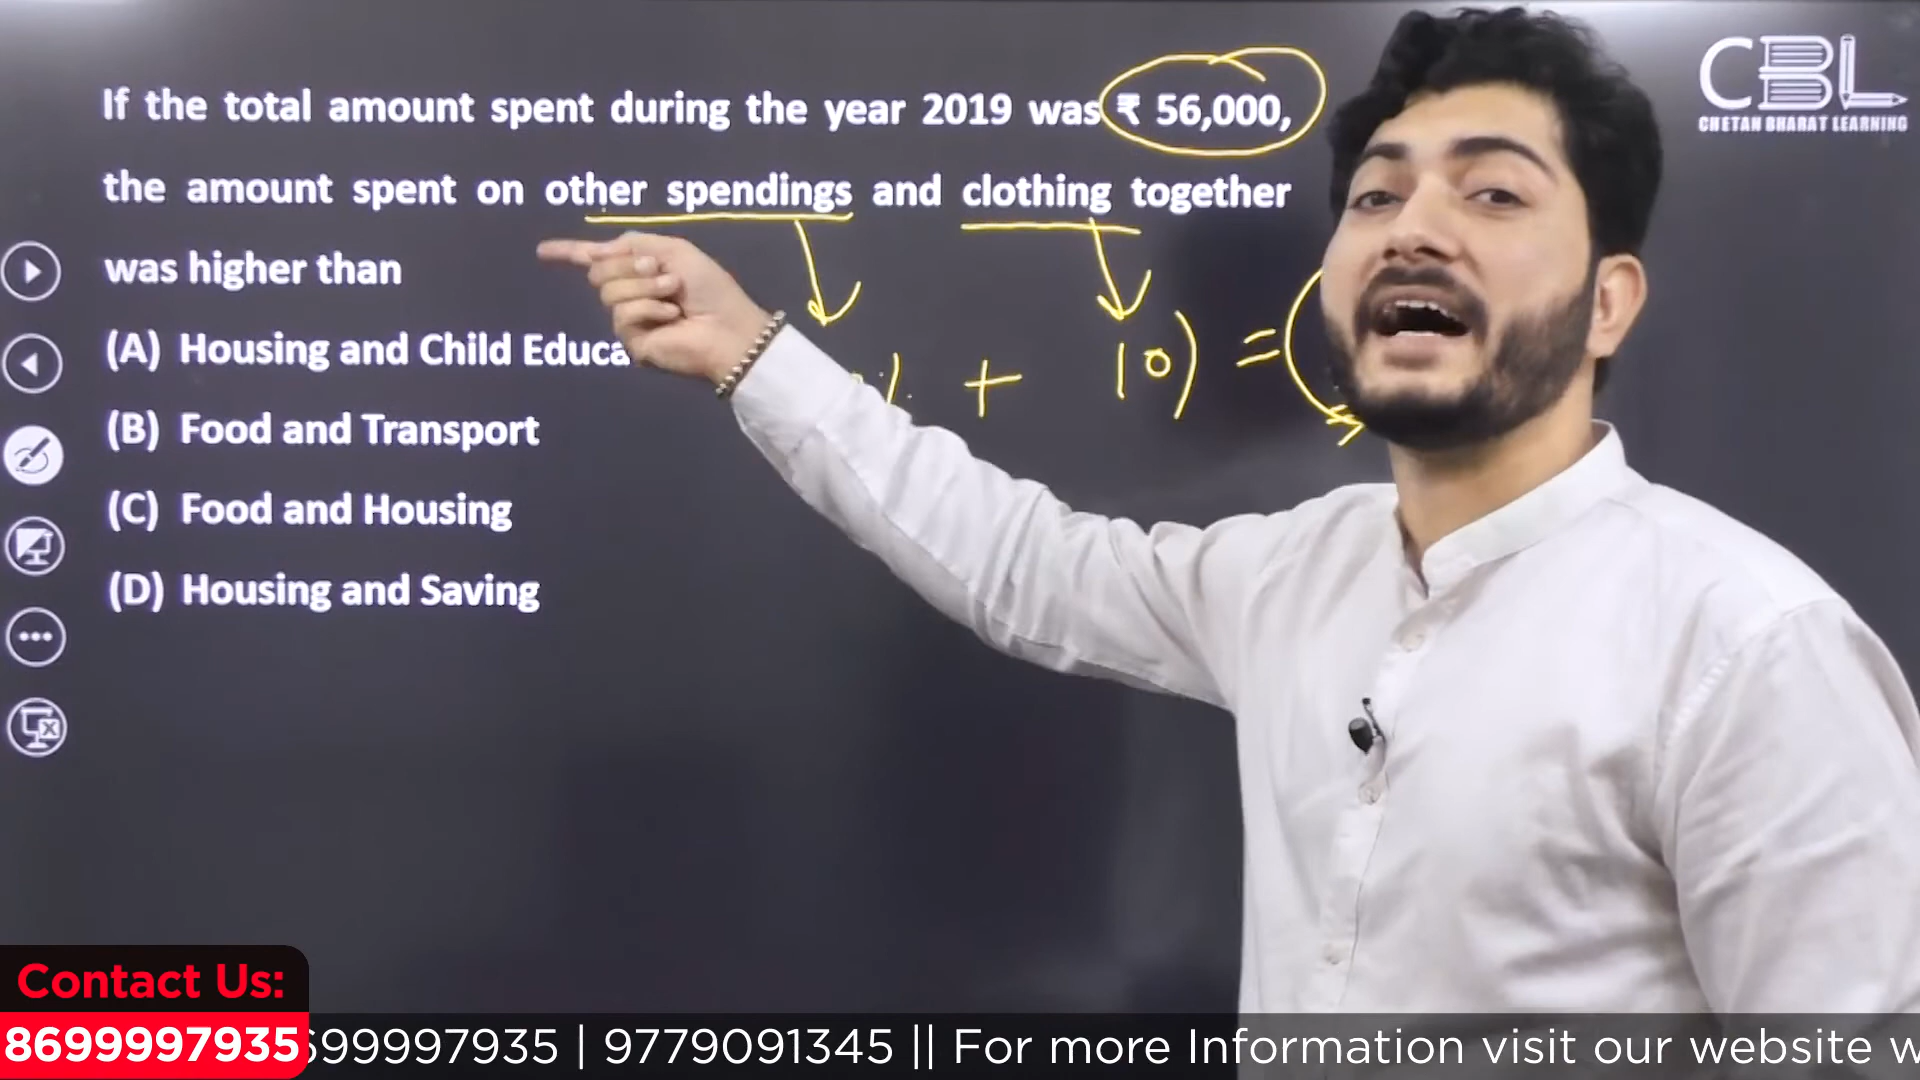 CBL
CHETAN BHARAT LEARNING
If the total amount spent during the year 2019 was ₹ 56,000,
the amount spent on other spendings and clothing together
was higher than
% + 10) =
(A) Housing and Child Educa
(B) Food and Transport
(C) Food and Housing
(D) Housing and Saving
Contact Us:
8699997935
99997935 | 9779091345 || For more Information visit our website w